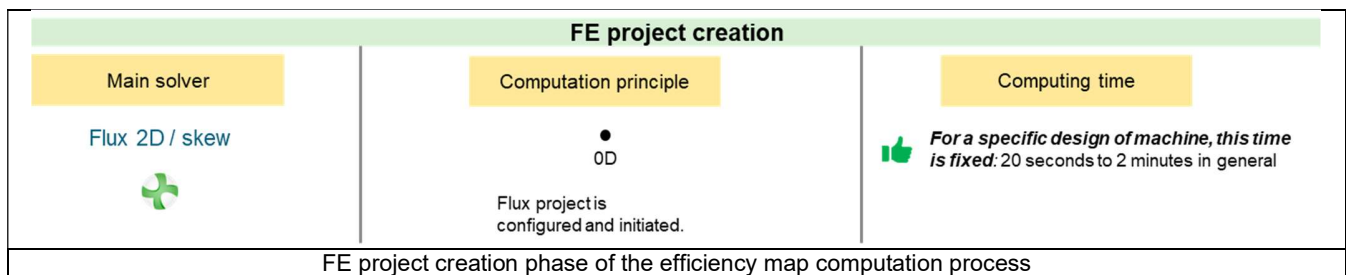 FE project creation
Main solver
Computation principle
Computing time
Flux 2D / skew
0D
Flux project is
configured and initiated.
For a specific design of machine, this time
is fixed: 20 seconds to 2 minutes in general
FE project creation phase of the efficiency map computation process